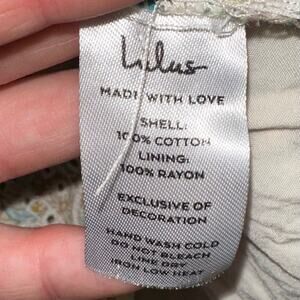 Lulus
MADE WITH LOVE
SHELL:
100% COTTON
LINING:
100% RAYON
EXCLUSIVE OF
DECORATION
HAND WASH COLD
DO NOT BLEACH
LINE DRY
IRON LOW HEAT